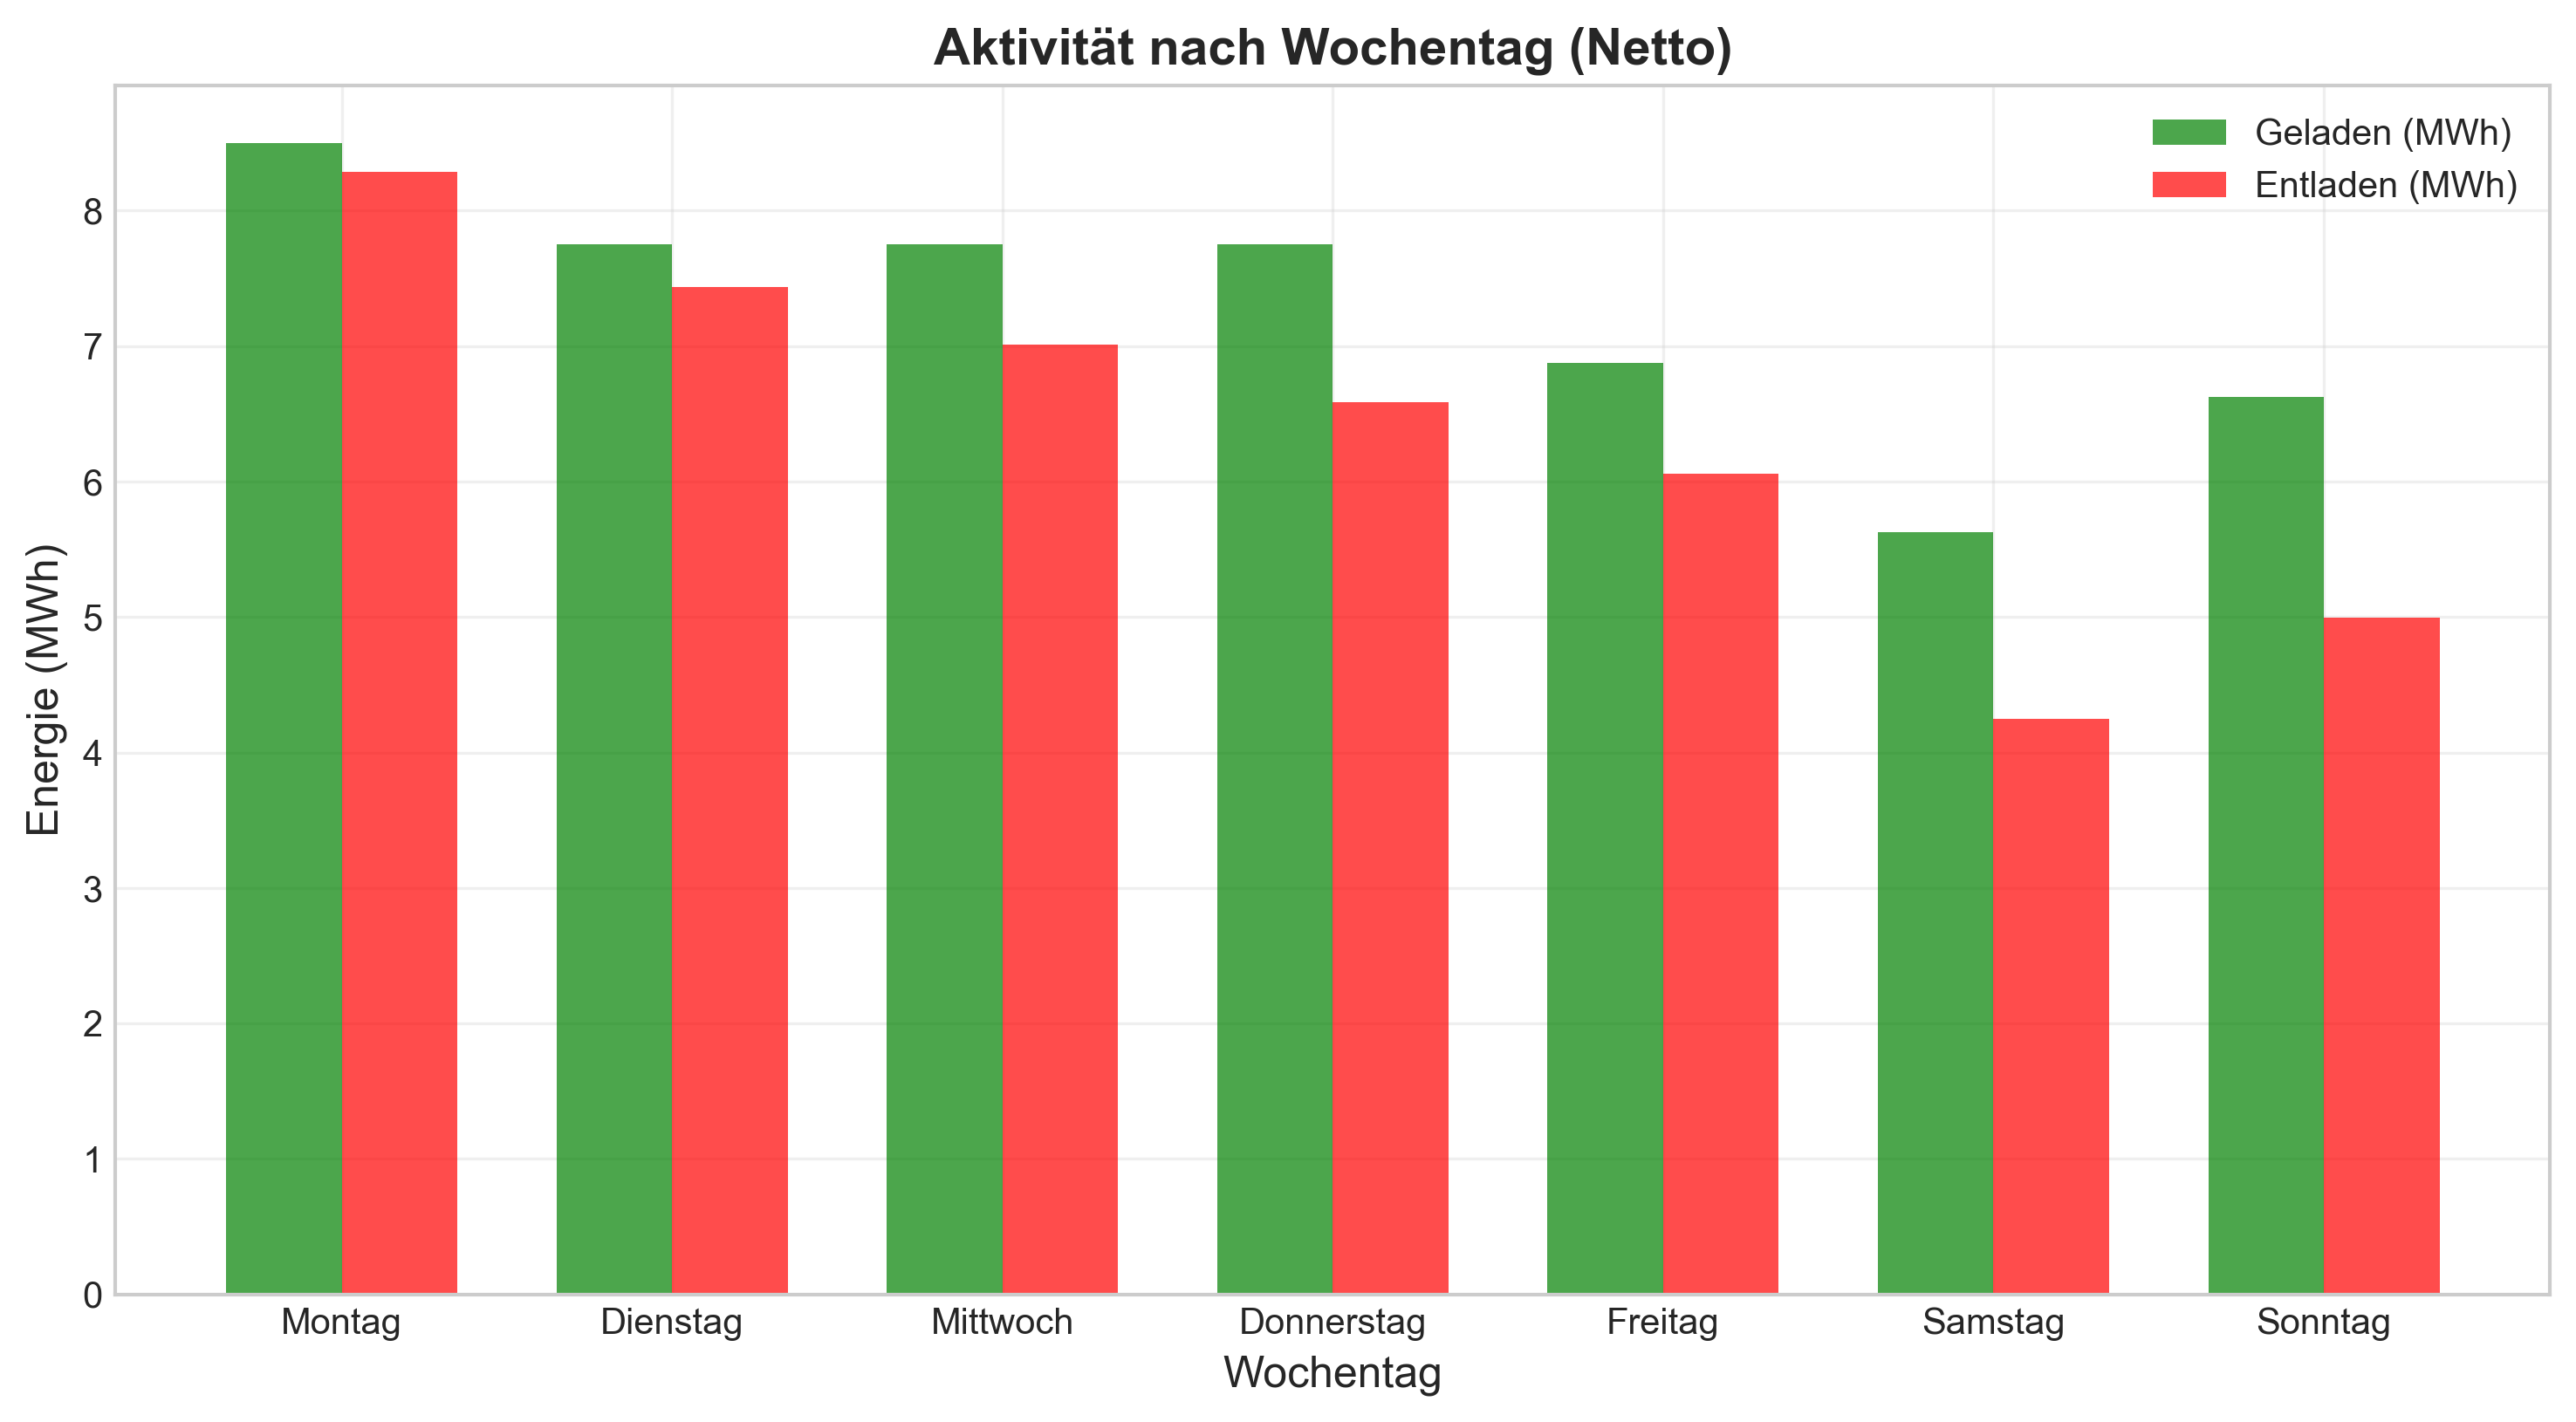 Aktivität nach Wochentag (Netto)
Geladen (MWh)
Entladen (MWh)
Energie (MWh)
8
7
6
5
4
3
2
1
0
Montag Dienstag Mittwoch Donnerstag Freitag Samstag Sonntag
Wochentag